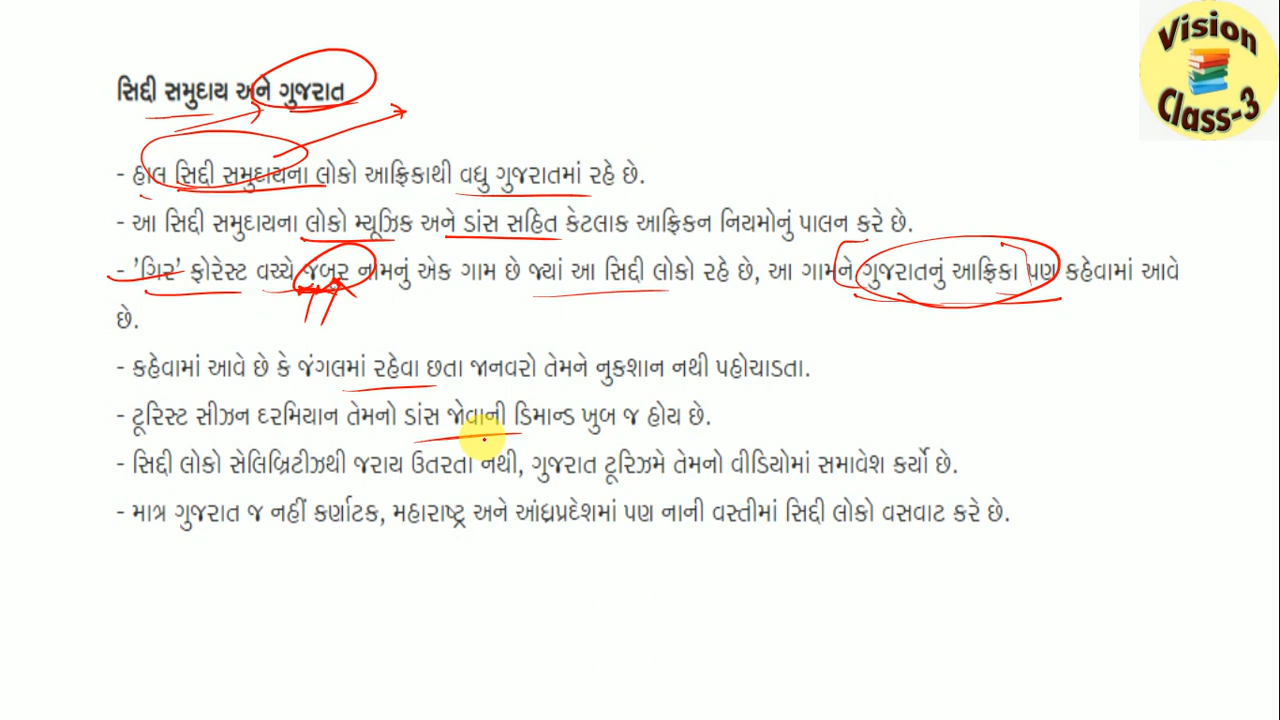 Vision
Class-3
સિદ્દી સમુદાય અને ગુજરાત
- હાલ સિદ્દી સમુદાયના લોકો આફ્રિકાથી વધુ ગુજરાતમાં રહે છે.
- આ સિદ્દી સમુદાયના લોકો મ્યૂઝિક અને ડાંસ સહિત કેટલાક આફ્રિકન નિયમોનું પાલન કરે છે.
- 'ગિર' ફોરેસ્ટ વચ્ચે જંબુર નામનું એક ગામ છે જ્યાં આ સિદ્દી લોકો રહે છે, આ ગામને ગુજરાતનું આફ્રિકા પણ કહેવામાં આવે
છે.
- કહેવામાં આવે છે કે જંગલમાં રહેવા છતા જાનવરો તેમને નુકશાન નથી પહોચાડતા.
- ટૂરિસ્ટ સીઝન દરમિયાન તેમનો ડાંસ જોવાની ડિમાન્ડ ખુબ જ હોય છે.
- સિદ્દી લોકો સેલિબ્રિટીઝથી જરાય ઉતરતા નથી, ગુજરાત ટૂરિઝમે તેમનો વીડિયોમાં સમાવેશ કર્યો છે.
- માત્ર ગુજરાત જ નહીં કર્ણાટક, મહારાષ્ટ્ર અને આંધ્રપ્રદેશમાં પણ નાની વસ્તીમાં સિદ્દી લોકો વસવાટ કરે છે.